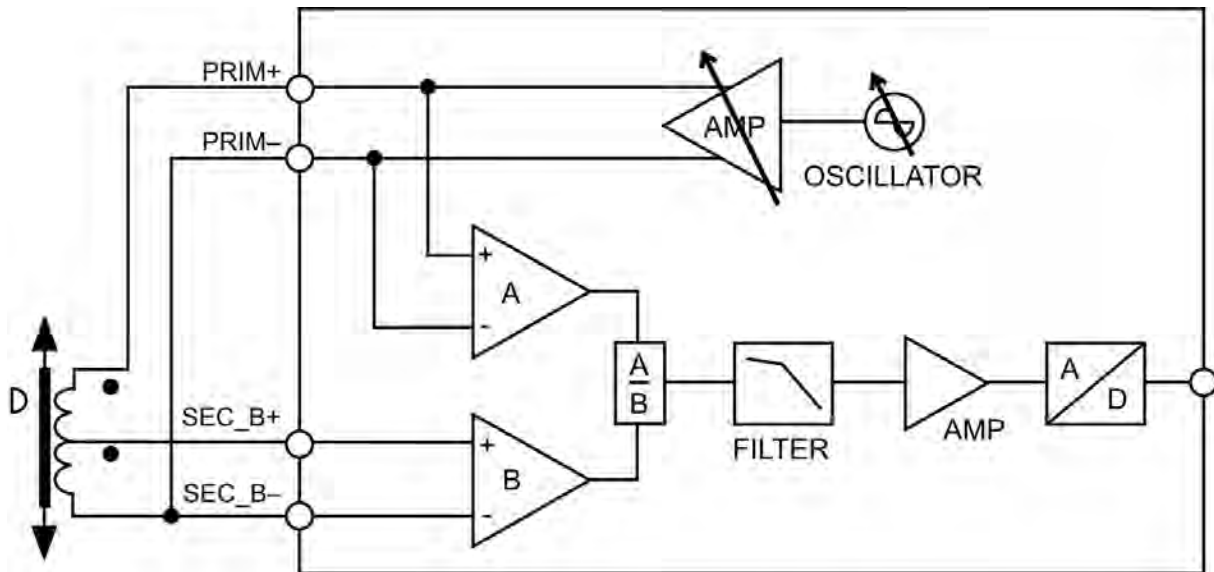 PRIM+
PRIM–
AMP
OSCILLATOR
+
A
-
D
SEC_B+
SEC_B–
+
B
-
A
B
FILTER
AMP
A
D